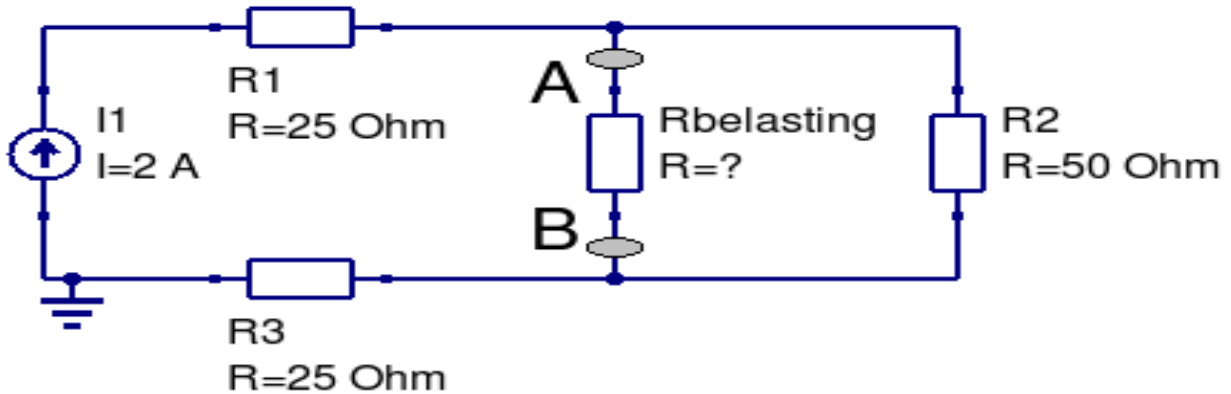 R1
R=25 Ohm
I1
I=2 A
A
Rbelasting
R=?
B
R2
R=50 Ohm
R3
R=25 Ohm